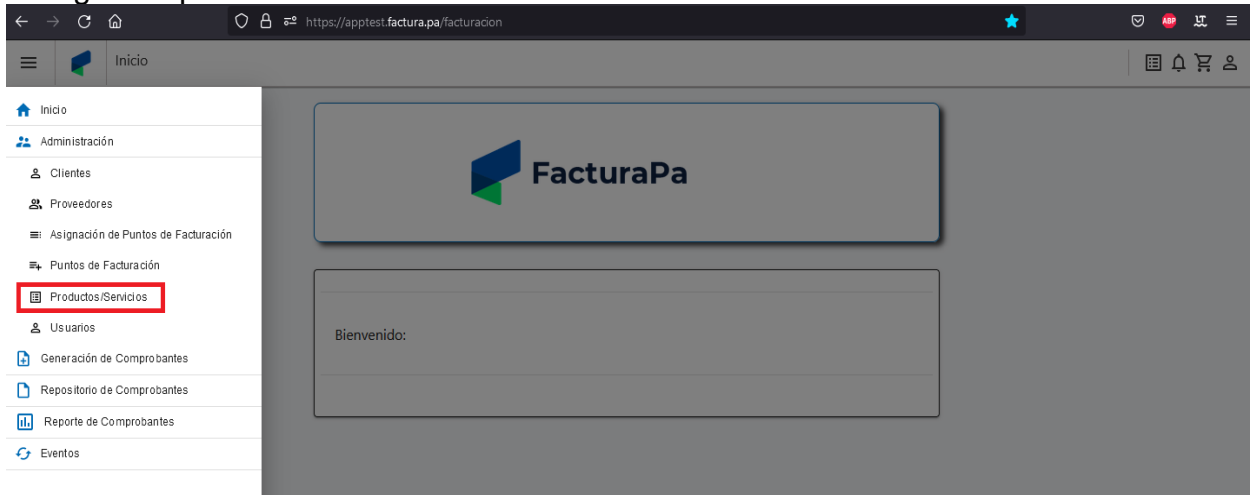 https://apptest.factura.pa/facturacion
ABP
Inicio
Inicio
Administración
Clientes
Proveedores
Asignación de Puntos de Facturación
Puntos de Facturación
Productos/Servicios
Usuarios
Generación de Comprobantes
Repositorio de Comprobantes
Reporte de Comprobantes
Eventos
FacturaPa
Bienvenido: